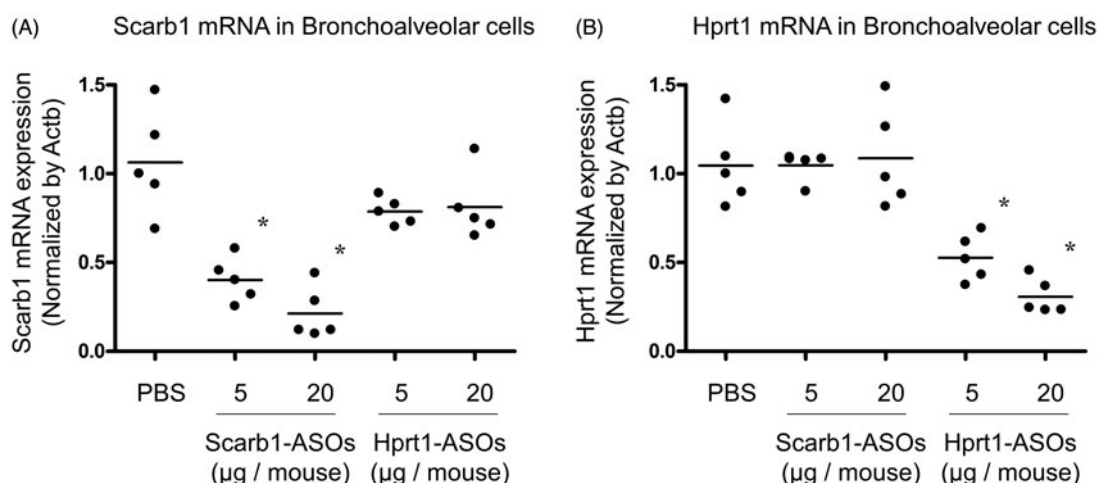 (A)
Scarb1 mRNA in Bronchoalveolar cells
Scarb1 mRNA expression
(Normalized by Actb)
1.5
1.0
0.5
0.0
*
*
PBS 5 20 5 20
Scarb1-ASOs Hprt1-ASOs
(μg / mouse) (μg / mouse)
(B)
Hprt1 mRNA in Bronchoalveolar cells
Hprt1 mRNA expression
(Normalized by Actb)
1.5
1.0
0.5
0.0
*
*
PBS 5 20 5 20
Scarb1-ASOs Hprt1-ASOs
(μg / mouse) (μg / mouse)